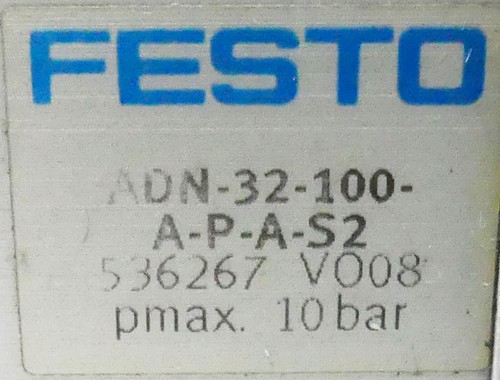 FESTO
ADN-32-100-
A-P-A-S2
536267 VO08
pmax. 10 bar